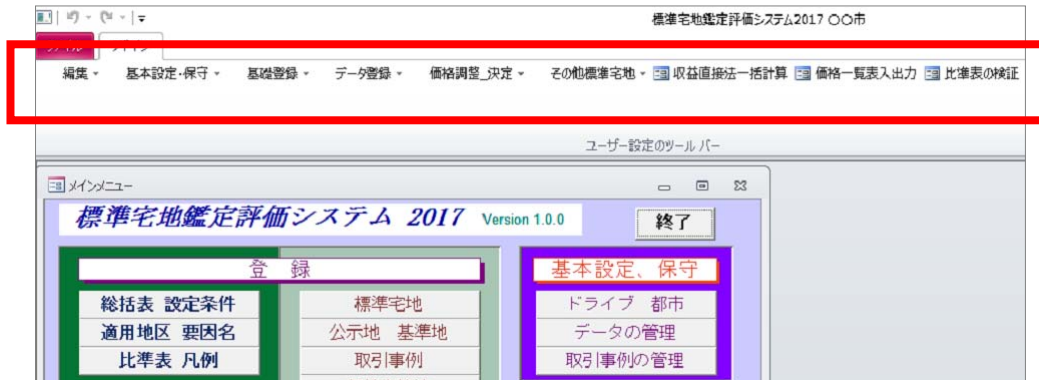 標準宅地鑑定評価システム2017 〇〇市
編集 基本設定・保守 基礎登録 データ登録 価格調整_決定 その他標準宅地 収益直接法一括計算 価格一覧表入出力 比準表の検証
ユーザー設定のツール バー
メインメニュー
標準宅地鑑定評価システム 2017 Version 1.0.0 終了
登 録
基本設定、保守
総括表 設定条件 標準宅地 ドライブ 都市
適用地区 要因名 公示地 基準地 データの管理
比準表 凡例 取引事例 取引事例の管理